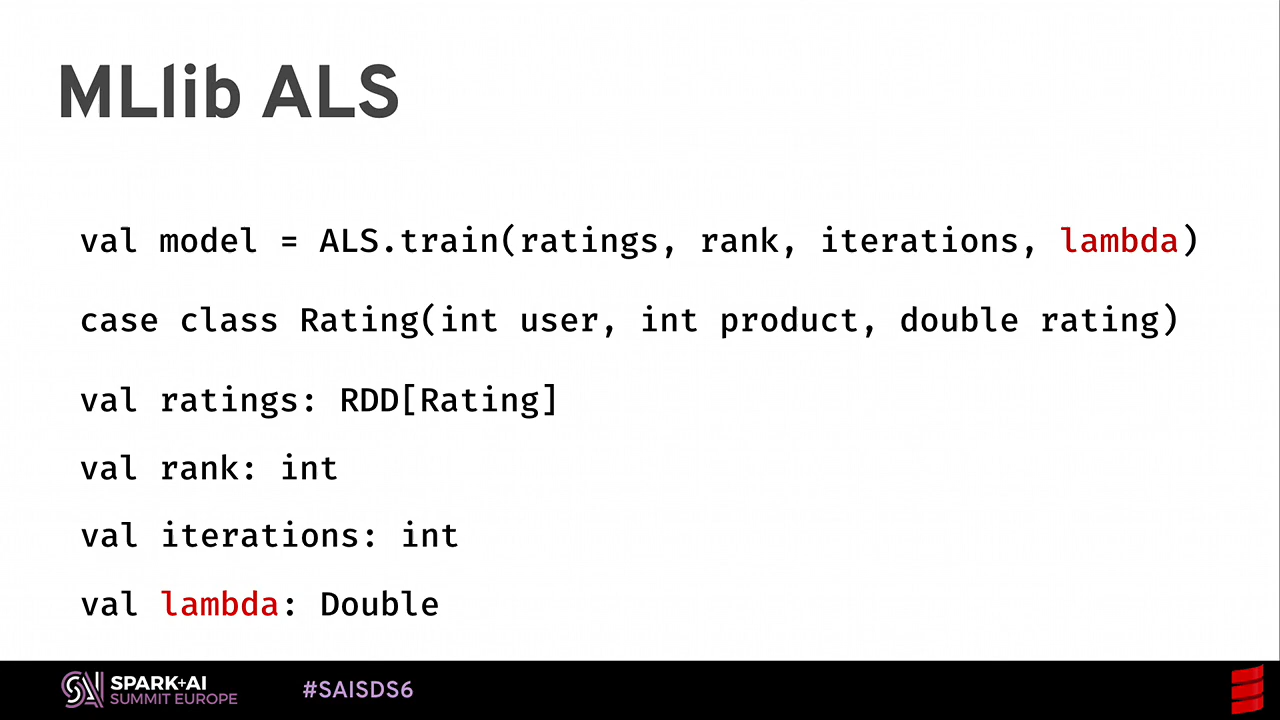 MLlib ALS
val model = ALS.train(ratings, rank, iterations, lambda)
case class Rating(int user, int product, double rating)
val ratings: RDD[Rating]
val rank: int
val iterations: int
val lambda: Double
SPARK+AI
SUMMIT EUROPE
#SAISDS6